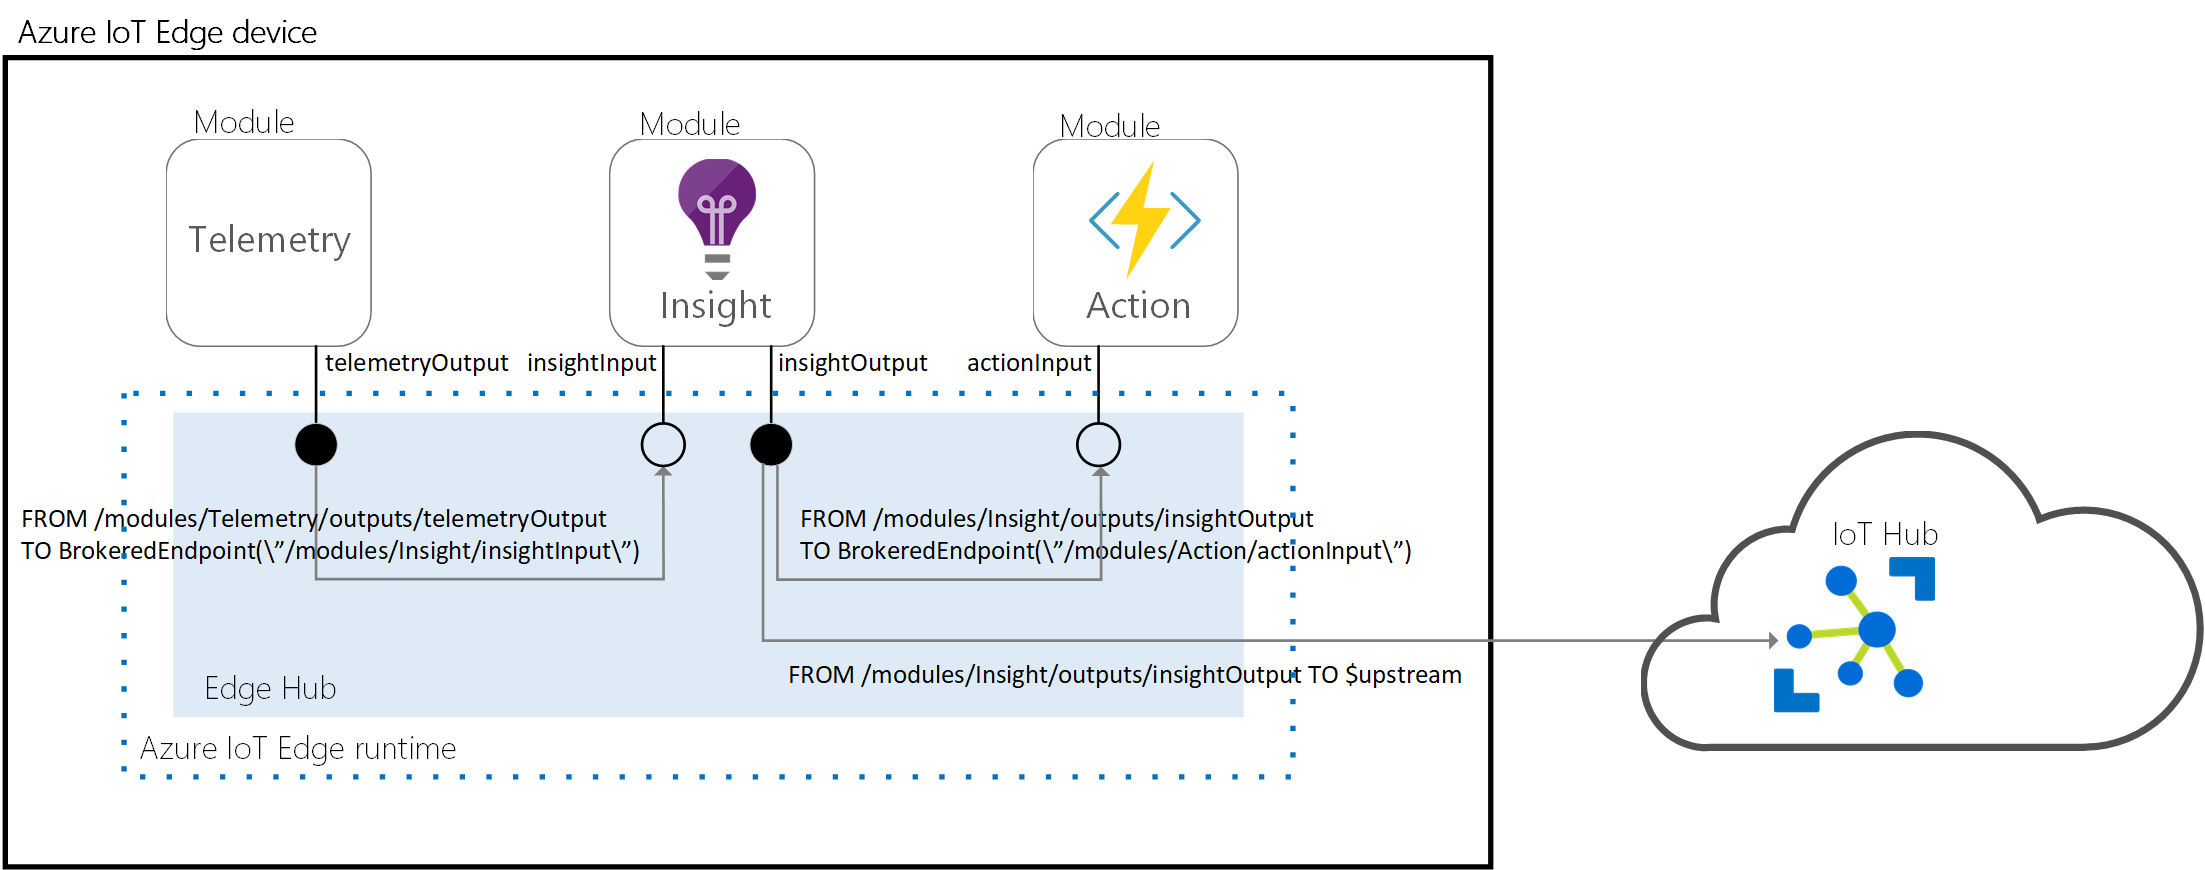 Azure IoT Edge device
Module
Module
Module
Telemetry
Insight
Action
telemetryOutput
insightInput
insightOutput
actionInput
FROM /modules/Telemetry/outputs/telemetryOutput
TO BrokeredEndpoint(\”/modules/Insight/insightInput\”)
FROM /modules/Insight/outputs/insightOutput
TO BrokeredEndpoint(\”/modules/Action/actionInput\”)
IoT Hub
FROM /modules/Insight/outputs/insightOutput TO $upstream
Edge Hub
Azure IoT Edge runtime